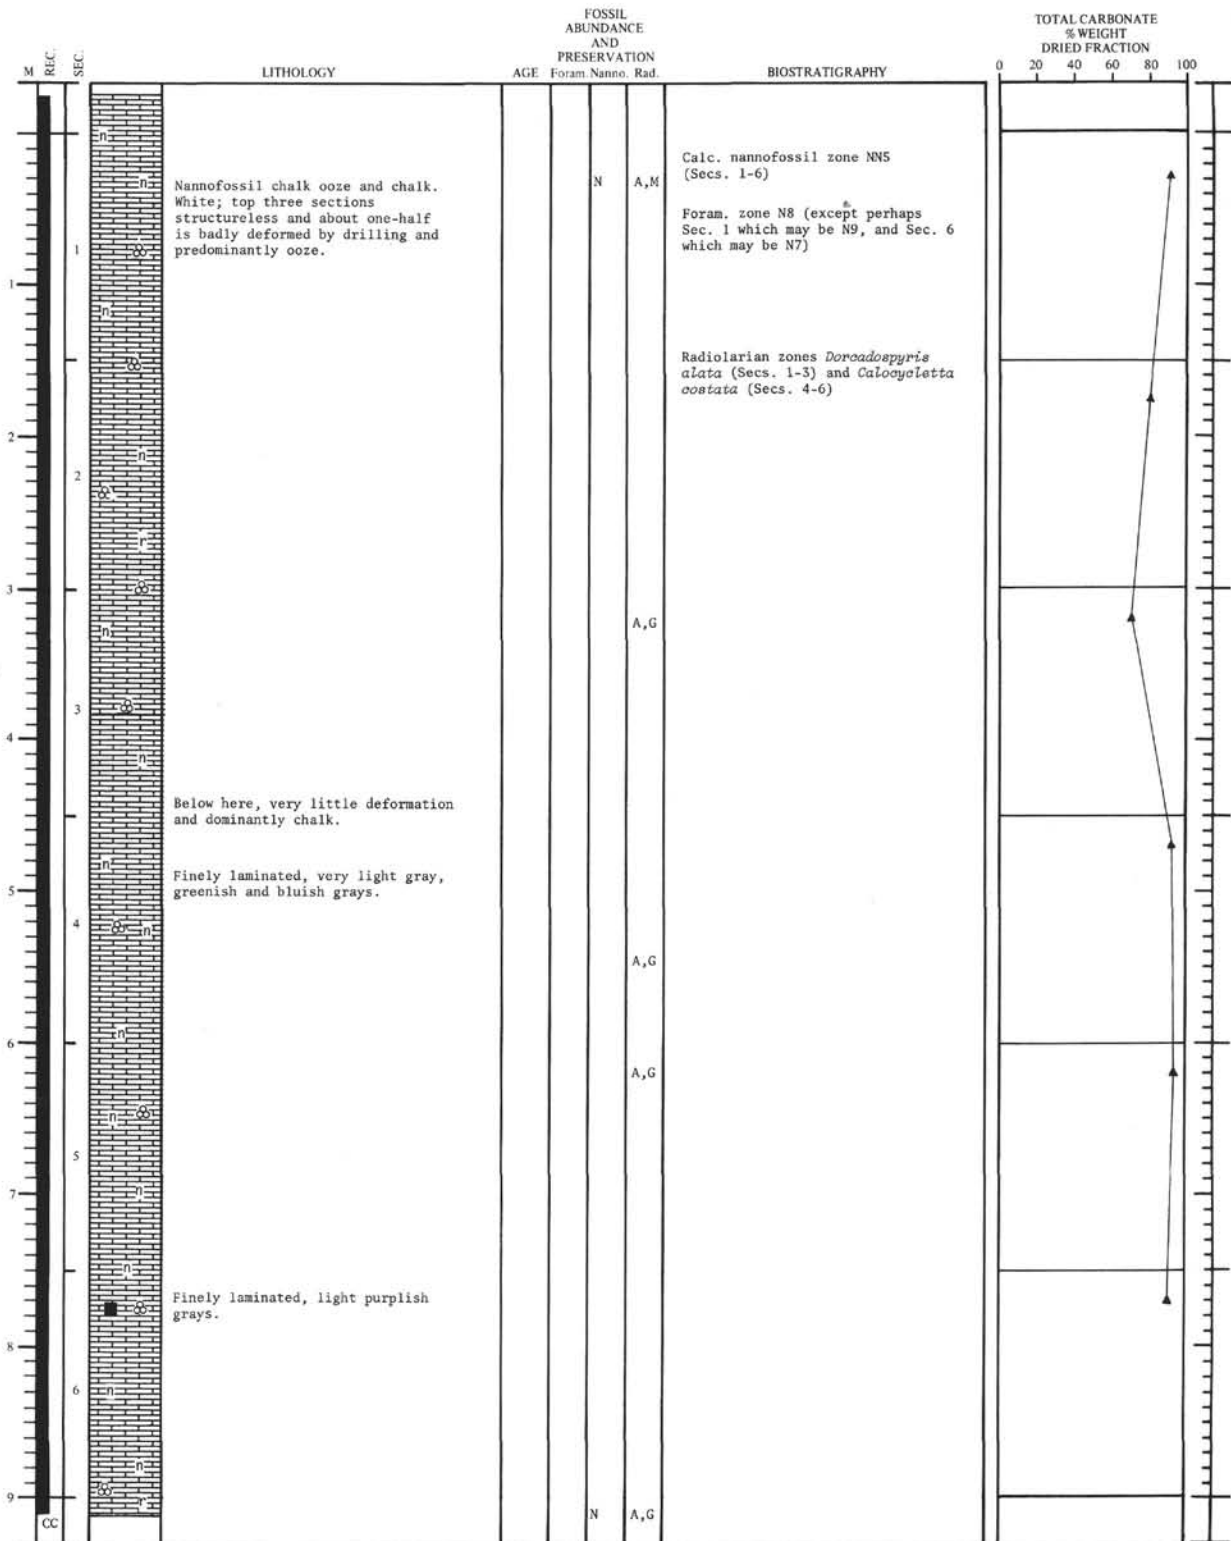 FOSSIL
ABUNDANCE
AND
PRESERVATION
TOTAL CARBONATE
% WEIGHT
DRIED FRACTION
M REC. SEC. LITHOLOGY AGE Foram. Nanno. Rad. BIOSTRATIGRAPHY 0 20 40 60 80 100
n
Calc. nannofossil zone NN5
(Secs. 1-6)
n
N A,M
Nannofossil chalk ooze and chalk.
White; top three sections
structureless and about one-half
is badly deformed by drilling and
predominantly ooze.
Foram. zone N8 (except perhaps
Sec. 1 which may be N9, and Sec. 6
which may be N7)
1
1
n
Radiolarian zones Dorcadospyris
alata (Secs. 1-3) and Calocycletta
costata (Secs. 4-6)
2
n
2
r
3
n
A,G
3
4
n
Below here, very little deformation
and dominantly chalk.
n
Finely laminated, very light gray,
greenish and bluish grays.
5
4
n
A,G
n
6
A,G
n
5
7
n
n
Finely laminated, light purplish
grays.
8
6
n
n
9
r
N A,G
CC